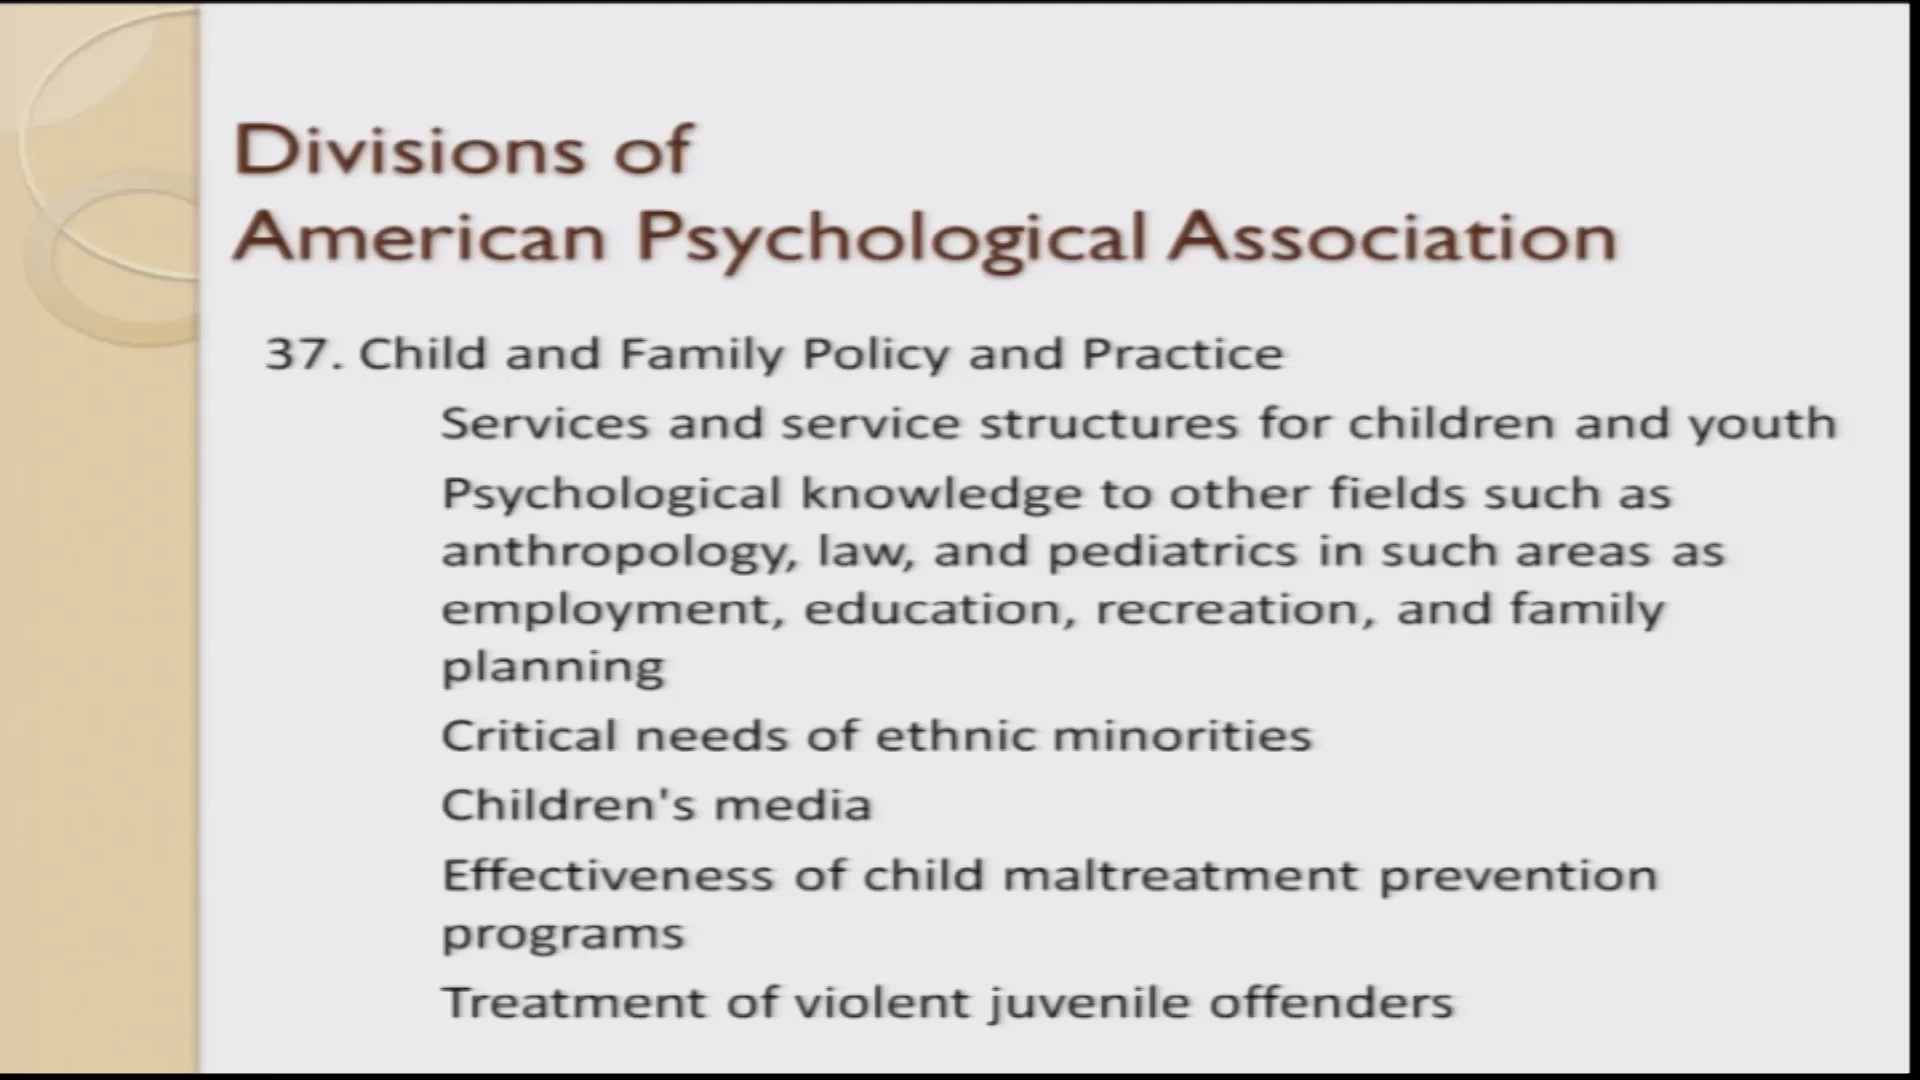 Divisions of
American Psychological Association
37. Child and Family Policy and Practice
Services and service structures for children and youth
Psychological knowledge to other fields such as
anthropology, law, and pediatrics in such areas as
employment, education, recreation, and family
planning
Critical needs of ethnic minorities
Children's media
Effectiveness of child maltreatment prevention
programs
Treatment of violent juvenile offenders